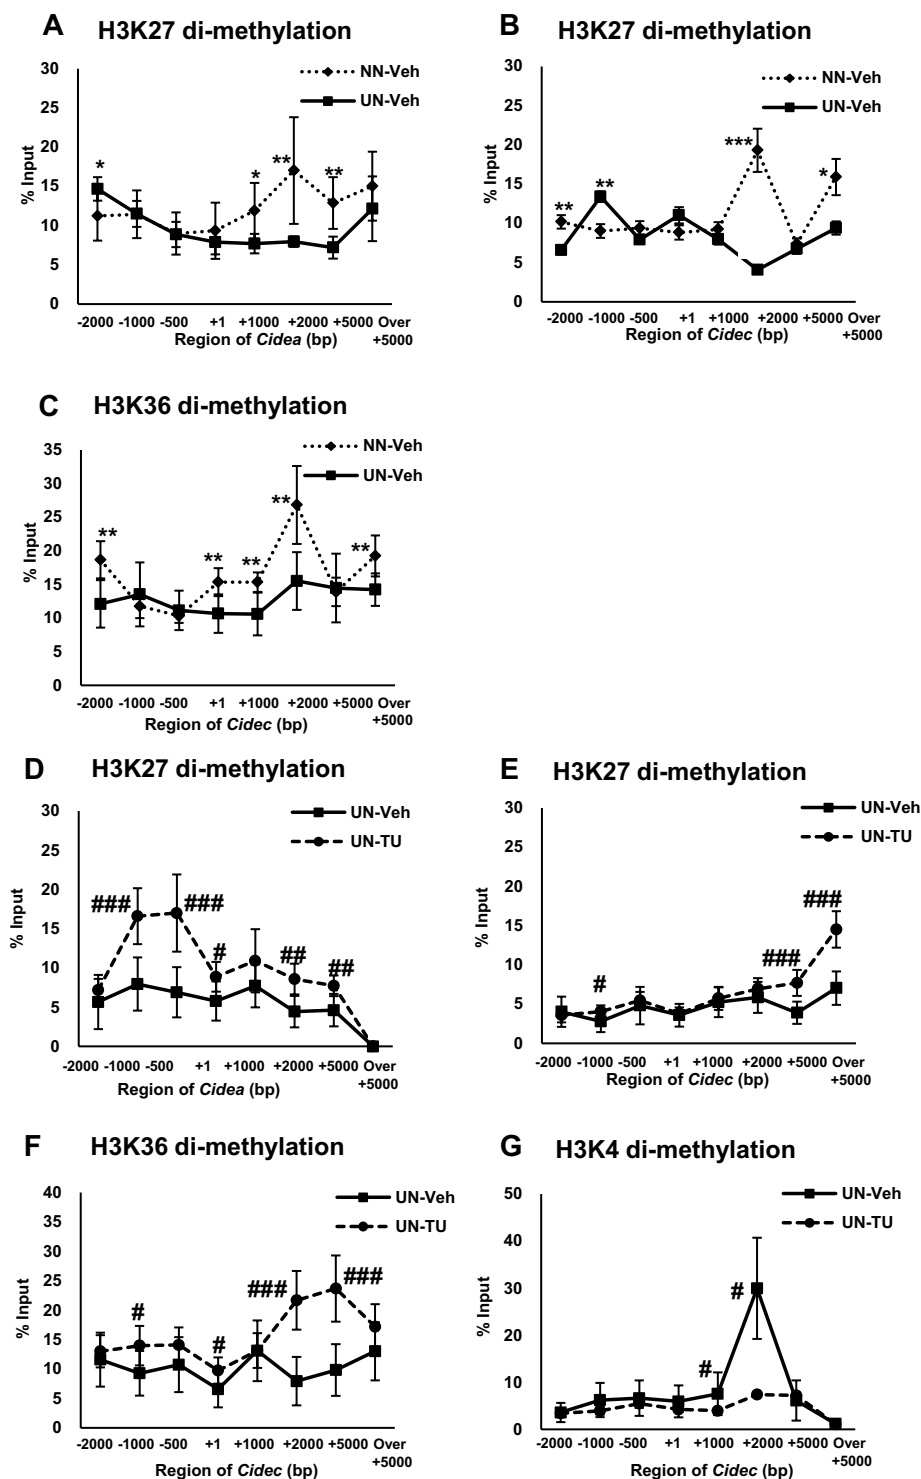 A H3K27 di-methylation
30
25
20
15
10
5
0
% Input
NN-Veh
UN-Veh
*
*
**
**
-2000 -1000 -500 +1 +1000 +2000 +5000 Over +5000
Region of Cidea (bp)
B H3K27 di-methylation
30
25
20
15
10
5
0
% Input
NN-Veh
UN-Veh
**
**
***
*
-2000 -1000 -500 +1 +1000 +2000 +5000 Over +5000
Region of Cidec (bp)
C H3K36 di-methylation
35
30
25
20
15
10
5
0
% Input
NN-Veh
UN-Veh
**
**
**
**
**
-2000 -1000 -500 +1 +1000 +2000 +5000 Over +5000
Region of Cidec (bp)
D H3K27 di-methylation
30
25
20
15
10
5
0
% Input
UN-Veh
UN-TU
###
###
#
##
##
-2000 -1000 -500 +1 +1000 +2000 +5000 Over +5000
Region of Cidea (bp)
E H3K27 di-methylation
30
25
20
15
10
5
0
% Input
UN-Veh
UN-TU
#
###
###
-2000 -1000 -500 +1 +1000 +2000 +5000 Over +5000
Region of Cidec (bp)
F H3K36 di-methylation
40
35
30
25
20
15
10
5
0
% Input
UN-Veh
UN-TU
#
#
###
###
-2000 -1000 -500 +1 +1000 +2000 +5000 Over +5000
Region of Cidec (bp)
G H3K4 di-methylation
50
40
30
20
10
0
% Input
UN-Veh
UN-TU
#
#
-2000 -1000 -500 +1 +1000 +2000 +5000 Over +5000
Region of Cidec (bp)